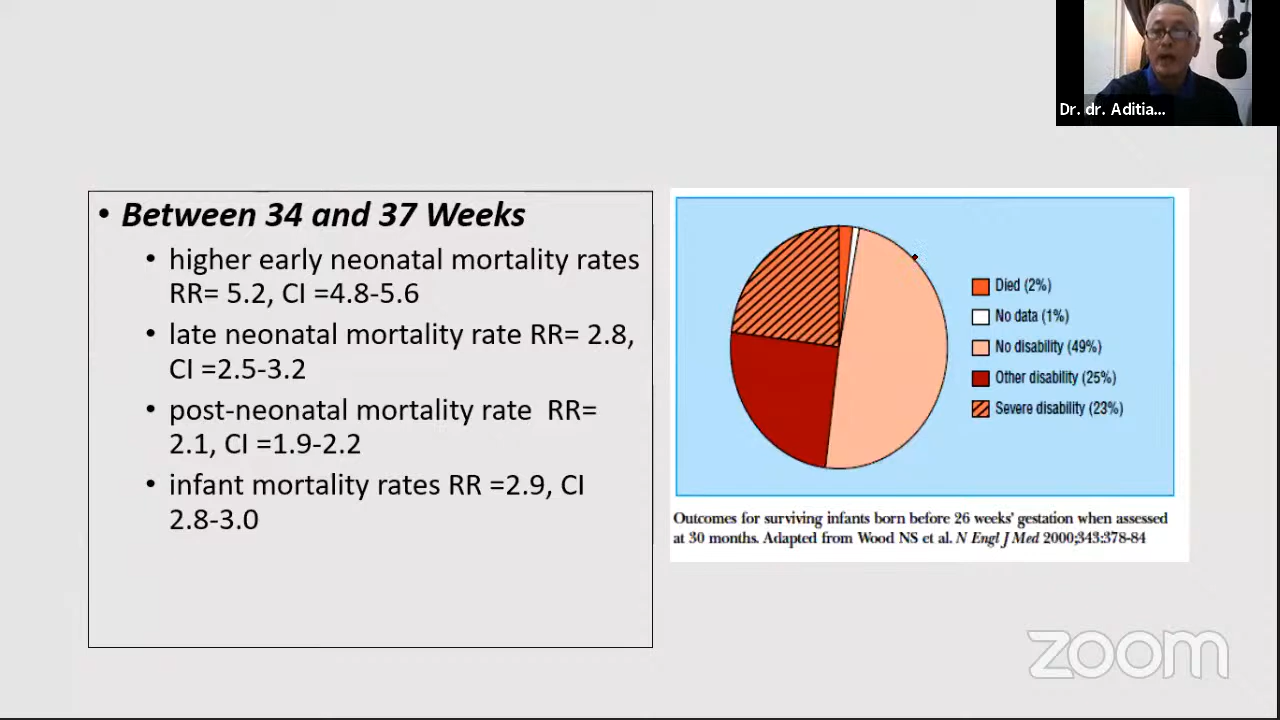 Dr. dr. Aditia...
• Between 34 and 37 Weeks
• higher early neonatal mortality rates
RR= 5.2, CI =4.8-5.6
• late neonatal mortality rate RR= 2.8,
CI =2.5-3.2
• post-neonatal mortality rate RR=
2.1, CI =1.9-2.2
• infant mortality rates RR =2.9, CI
2.8-3.0
Died (2%)
No data (1%)
No disability (49%)
Other disability (25%)
Severe disability (23%)
Outcomes for surviving infants born before 26 weeks' gestation when assessed
at 30 months. Adapted from Wood NS et al. N Engl J Med 2000;343:378-84
zoom